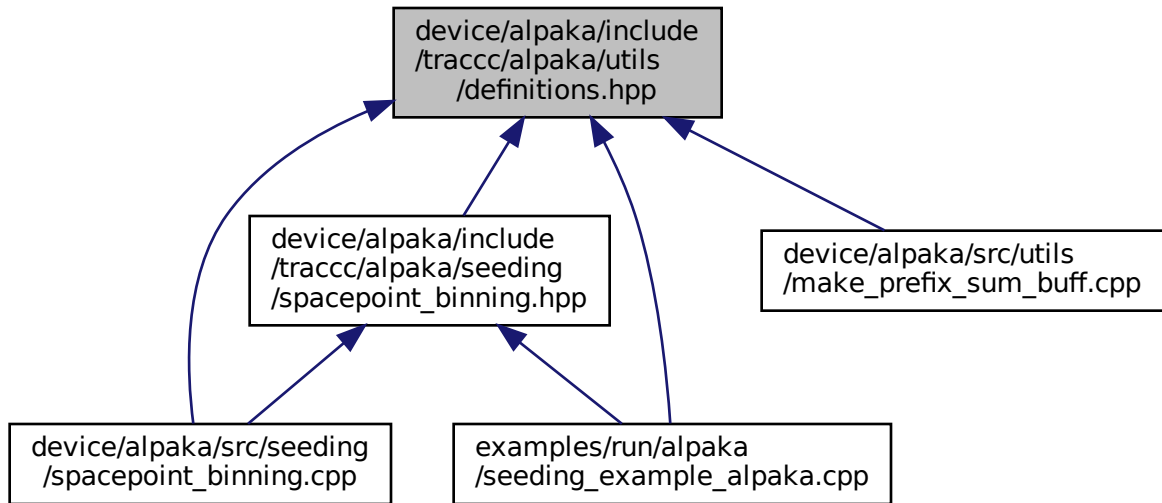 device/alpaka/include
/traccc/alpaka/utils
/definitions.hpp
device/alpaka/include
/traccc/alpaka/seeding
/spacepoint_binning.hpp
device/alpaka/src/utils
/make_prefix_sum_buff.cpp
device/alpaka/src/seeding
/spacepoint_binning.cpp
examples/run/alpaka
/seeding_example_alpaka.cpp